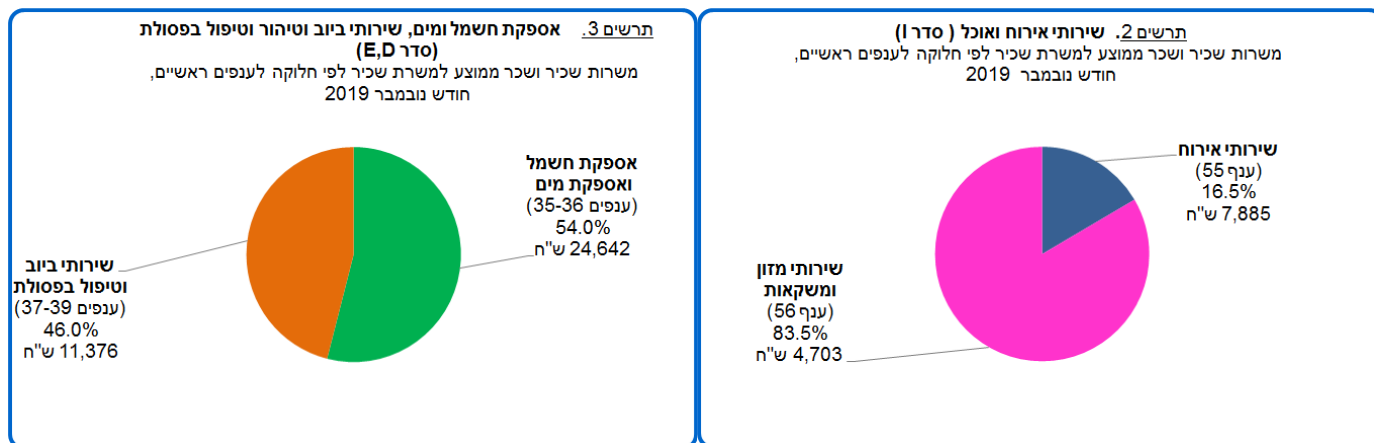 תרשים 2. שירותי אירוח ואוכל ( סדר I)
משרות שכיר ושכר ממוצע למשרת שכיר לפי חלוקה לענפים ראשיים,
חודש נובמבר 2019
שירותי אירוח
(ענף 55)
16.5%
7,885 ש"ח
שירותי מזון
ומשקאות
(ענף 56)
83.5%
4,703 ש"ח
תרשים 3. אספקת חשמל ומים, שירותי ביוב וטיהור וטיפול בפסולת
(סדר E,D)
משרות שכיר ושכר ממוצע למשרת שכיר לפי חלוקה לענפים ראשיים,
חודש נובמבר 2019
אספקת חשמל
ואספקת מים
(ענפים 35-36)
54.0%
24,642 ש"ח
שירותי ביוב
וטיפול בפסולת
(ענפים 37-39)
46.0%
11,376 ש"ח